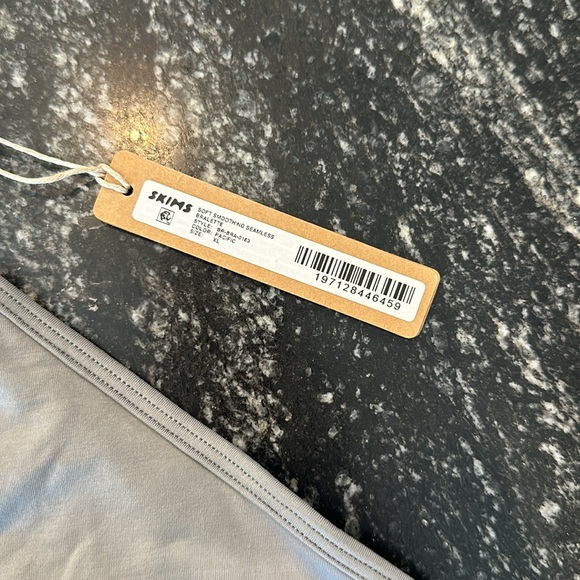 SKIMS
SOFT SMOOTHING SEAMLESS
BRALETTE
STYLE: BR-BRA-0183
COLOR: PACIFIC
SIZE: XL
197128446459